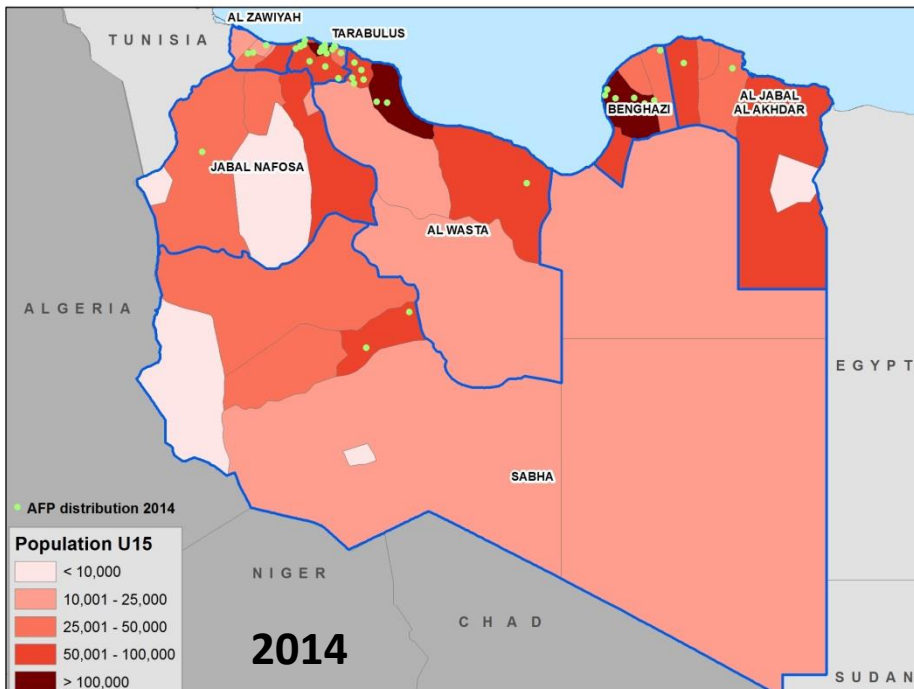 AL ZAWIYAH
TUNISIA
TARABULUS
BENGHAZI
AL JABAL
AL AKHDAR
JABAL NAFOSA
AL WASTA
ALGERIA
EGYPT
SABHA
AFP distribution 2014
Population U15
< 10,000
10,001 - 25,000
25,001 - 50,000
50,001 - 100,000
> 100,000
NIGER
CHAD
2014
SUDAN